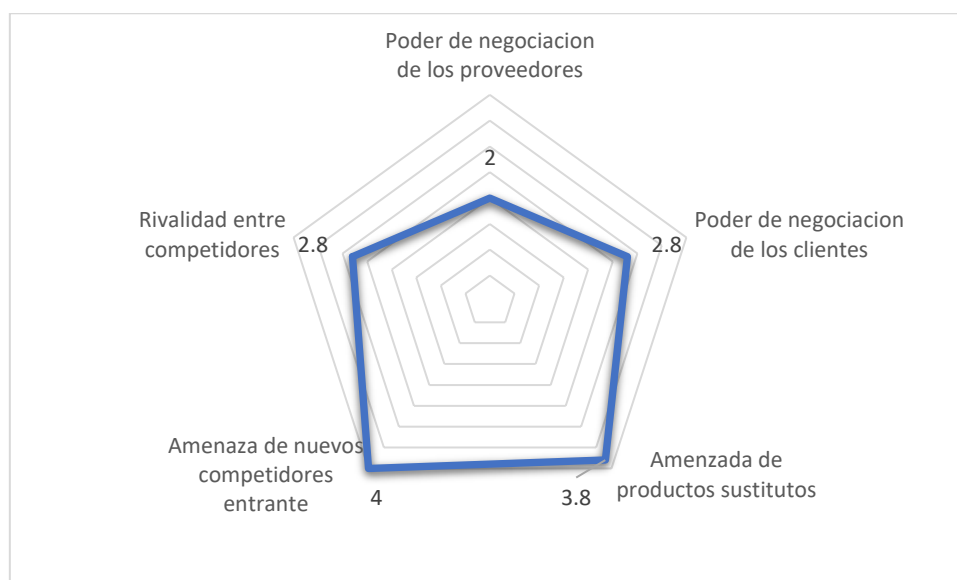 Poder de negociacion
de los proveedores
2
Poder de negociacion
de los clientes
2.8
Amenzada de
productos sustitutos
3.8
Amenaza de nuevos
competidores
entrante
4
Rivalidad entre
competidores
2.8